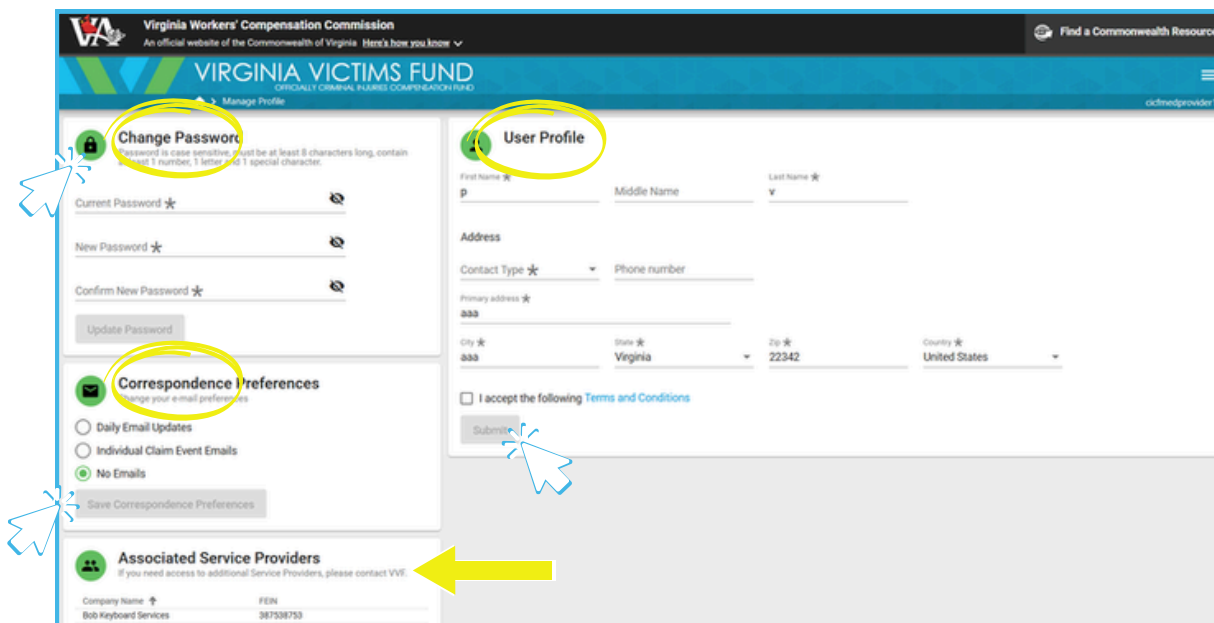 VA
Virginia Workers' Compensation Commission
An official website of the Commonwealth of Virginia Here's how you know
Find a Commonwealth Resource
VIRGINIA VICTIMS FUND
OFFICIALLY CRIMINAL INJURIES COMPENSATION FUND
> Manage Profile
cicfmedprovider
Change Password
Password is case sensitive, must be at least 8 characters long, contain
at least 1 number, 1 letter and 1 special character.
Current Password *
New Password *
Confirm New Password *
Update Password
Correspondence Preferences
Change your e-mail preferences
Daily Email Updates
Individual Claim Event Emails
No Emails
Save Correspondence Preferences
Associated Service Providers
If you need access to additional Service Providers, please contact VVF.
Company Name ↑ FEIN
Bob Keyboard Services 387538753
User Profile
First Name * Last Name *
p Middle Name v
Address
Contact Type * Phone number
Primary address *
aaa
City * State * Zip * Country *
aaa Virginia 22342 United States
I accept the following Terms and Conditions
Submit